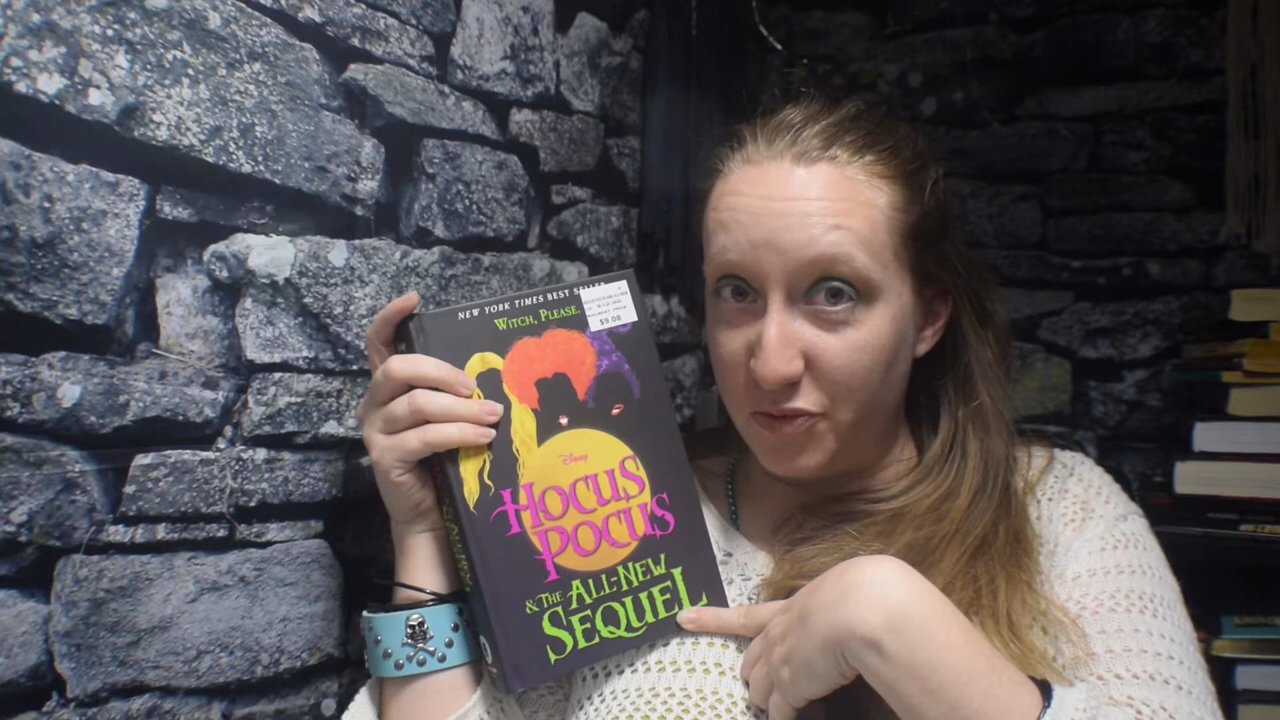 NEW YORK TIMES BEST SELLER
WITCH, PLEASE.
$9.08
Disney
HOCUS
POCUS
& THE ALL-NEW
SEQUEL